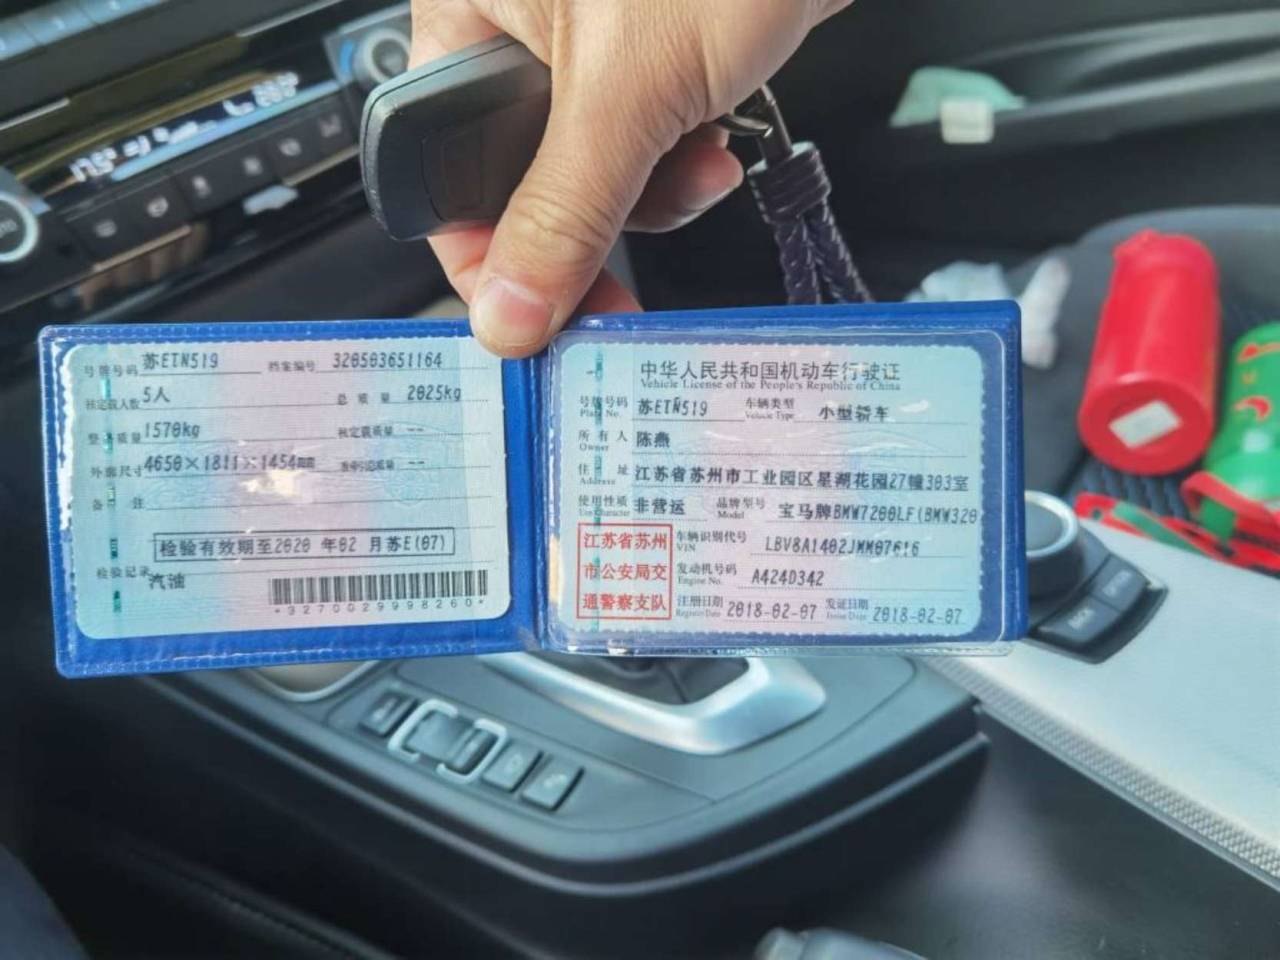 号牌号码 苏ETN519 档案编号 320503651164
核定载人数 5人 总 质 量 2025kg
整备质量 1570kg 核定载质量 --
外廓尺寸 4650×1811×1454 准牵引总质量 --
备 注
检验有效期至2020 年02 月苏E(07)
检验记录
汽油
*3270029998260*
中华人民共和国机动车行驶证
Vehicle License of the People's Republic of China
号牌号码 苏ETN519 车辆类型 小型轿车
Plate No. Vehicle Type
所 有 人 陈燕
Owner
住 址 江苏省苏州市工业园区星湖花园27幢303室
Address
使用性质 非营运 品牌型号 宝马牌BMW7200LF(BMW320
Use Character Model
江苏省苏州
市公安局交
通警察支队
车辆识别代号 LBV8A1402JMM07616
VIN
发动机号码 A424D342
Engine No.
注册日期 2018-02-07 发证日期 2018-02-07
Register Date Issue Date